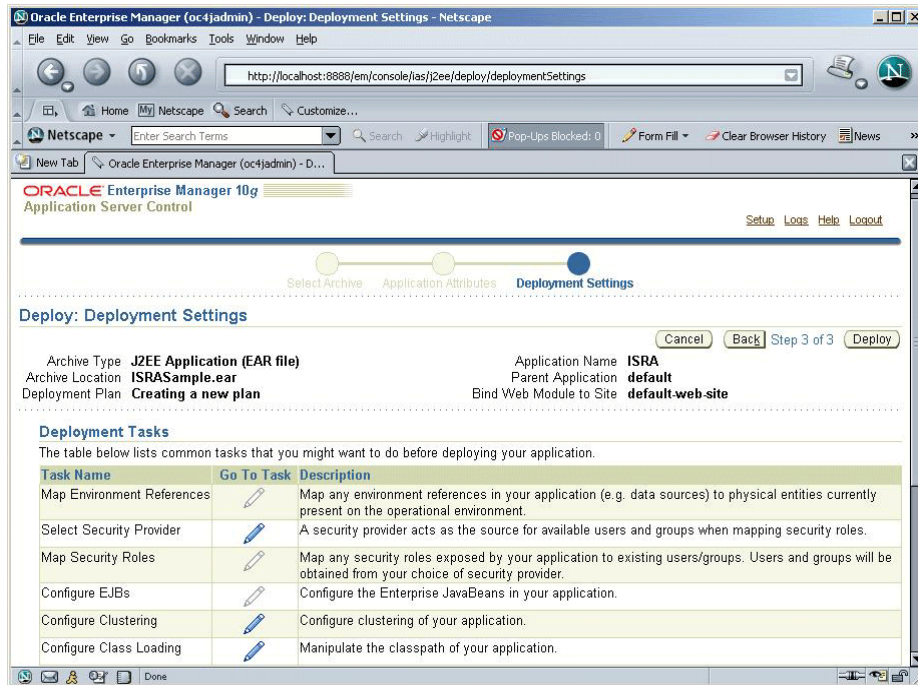 Oracle Enterprise Manager (oc4jadmin) - Deploy: Deployment Settings - Netscape
File Edit View Go Bookmarks Tools Window Help
http://localhost:8888/em/console/ias/j2ee/deploy/deploymentSettings
Home My Netscape Search Customize...
Netscape Enter Search Terms Search Highlight Pop-Ups Blocked: 0 Form Fill Clear Browser History News »
New Tab Oracle Enterprise Manager (oc4jadmin) - D...
ORACLE Enterprise Manager 10g
Application Server Control
Setup Logs Help Logout
Select Archive Application Attributes Deployment Settings
Deploy: Deployment Settings
Cancel Back Step 3 of 3 Deploy
Archive Type J2EE Application (EAR file) Application Name ISRA
Archive Location ISRASample.ear Parent Application default
Deployment Plan Creating a new plan Bind Web Module to Site default-web-site
Deployment Tasks
The table below lists common tasks that you might want to do before deploying your application.
Task Name Go To Task Description
Map Environment References Map any environment references in your application (e.g. data sources) to physical entities currently
present on the operational environment.
Select Security Provider A security provider acts as the source for available users and groups when mapping security roles.
Map Security Roles Map any security roles exposed by your application to existing users/groups. Users and groups will be
obtained from your choice of security provider.
Configure EJBs Configure the Enterprise JavaBeans in your application.
Configure Clustering Configure clustering of your application.
Configure Class Loading Manipulate the classpath of your application.
Done